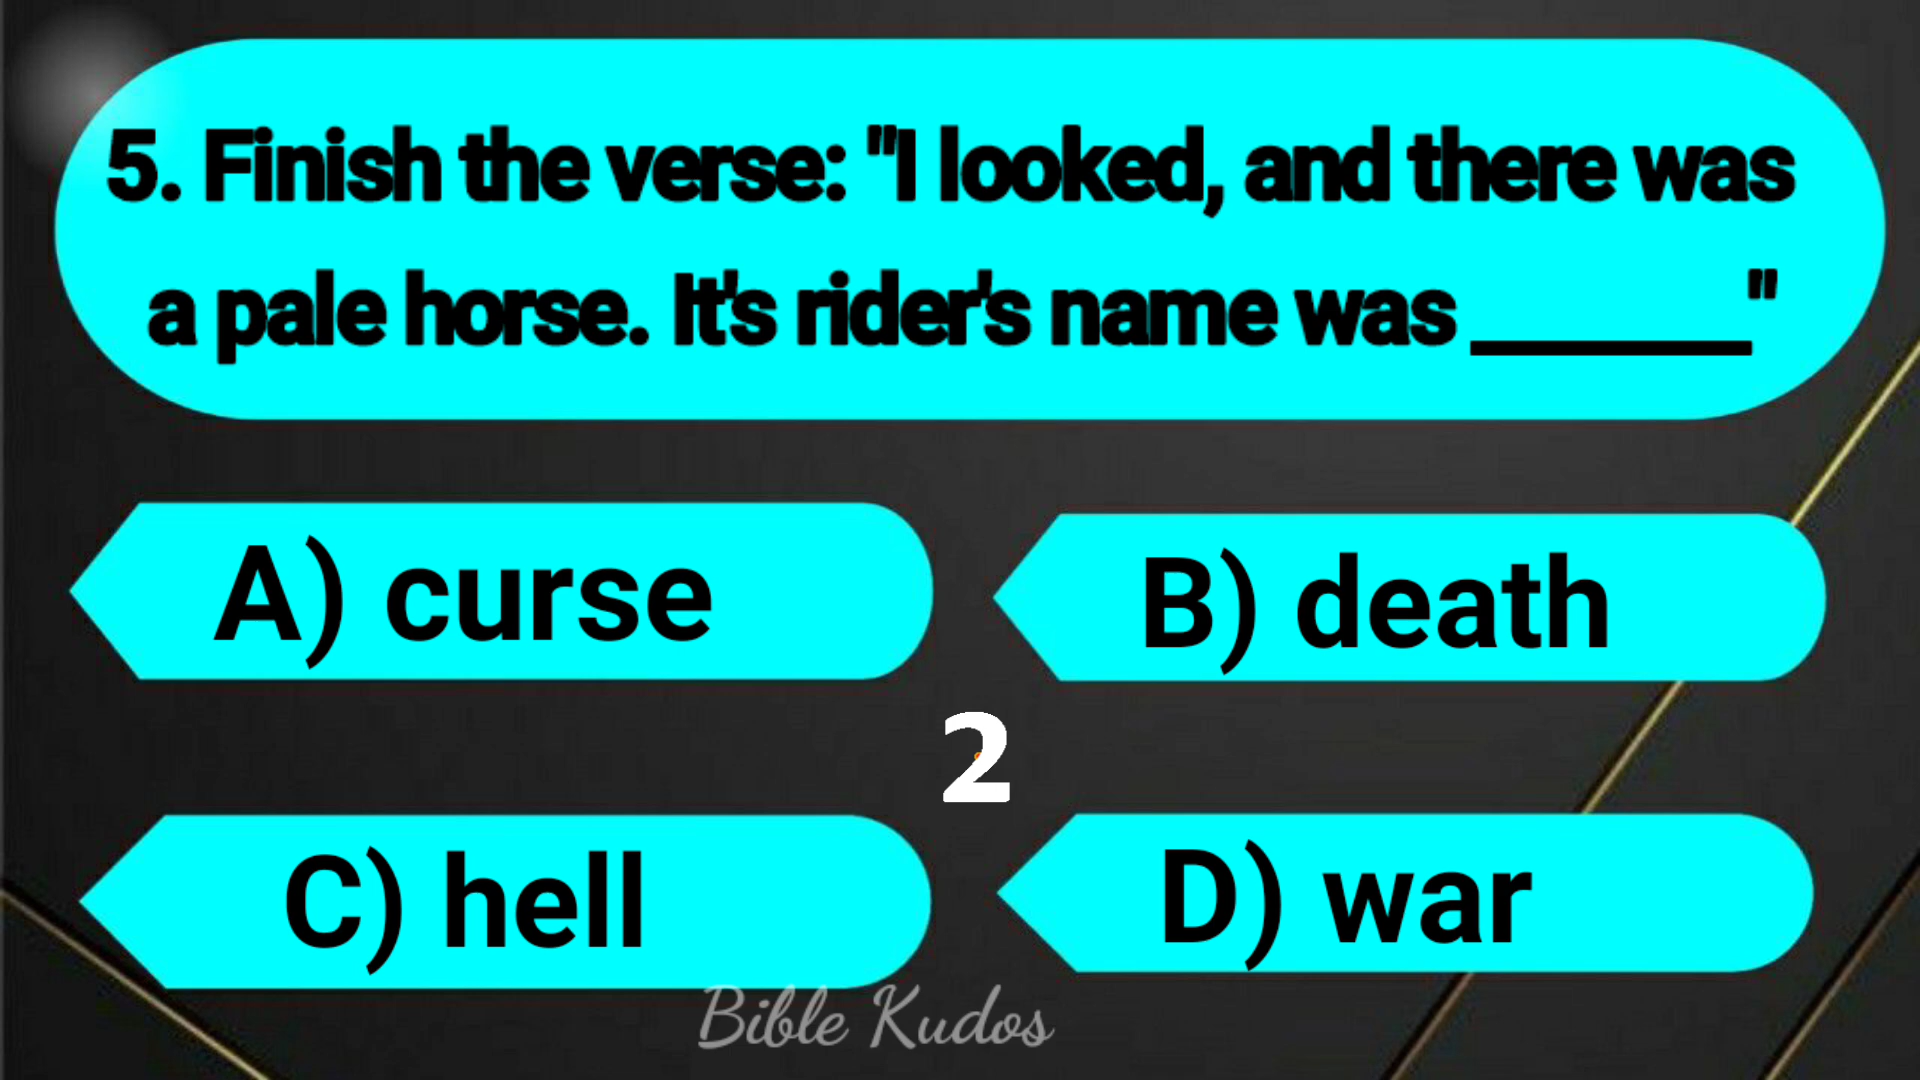 5. Finish the verse: "I looked, and there was
a pale horse. It's rider's name was ______"
A) curse
B) death
2
C) hell
D) war
Bible Kudos